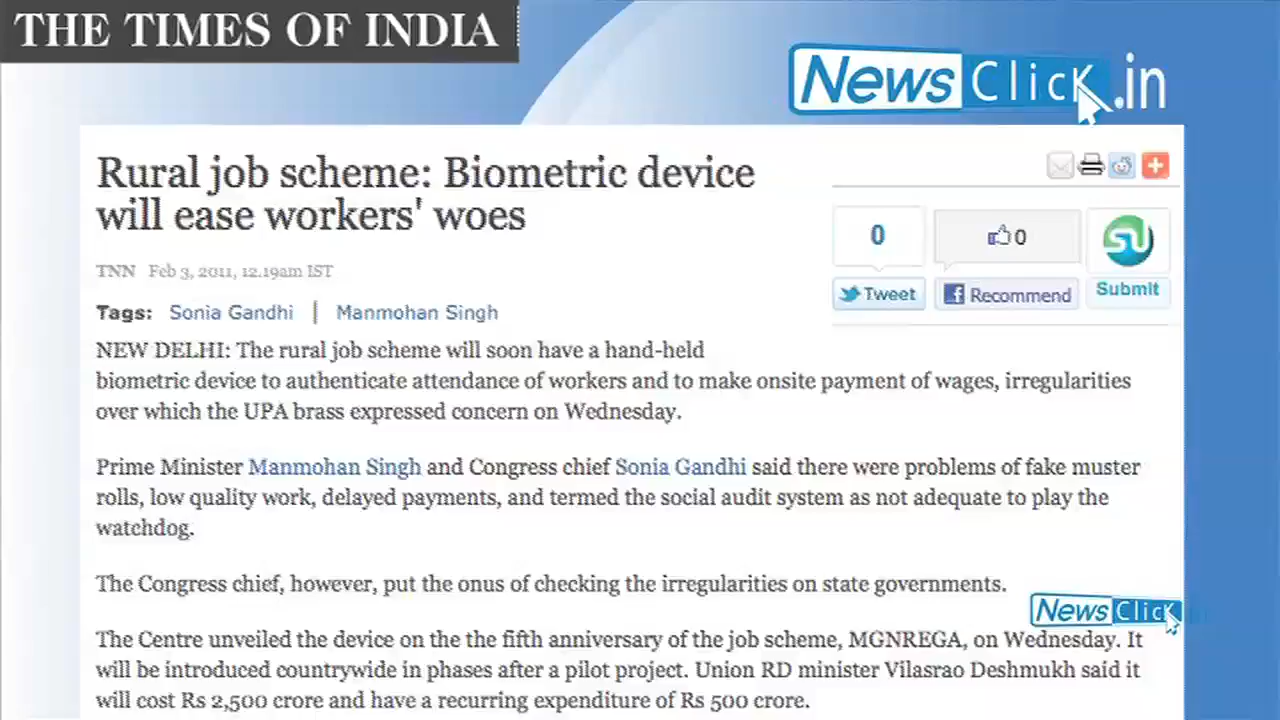 THE TIMES OF INDIA
NewsClick.in
Rural job scheme: Biometric device
will ease workers' woes
TNN Feb 3, 2011, 12.19am IST
Tags: Sonia Gandhi | Manmohan Singh
0
0
Tweet
Recommend
Submit
NEW DELHI: The rural job scheme will soon have a hand-held
biometric device to authenticate attendance of workers and to make onsite payment of wages, irregularities
over which the UPA brass expressed concern on Wednesday.
Prime Minister Manmohan Singh and Congress chief Sonia Gandhi said there were problems of fake muster
rolls, low quality work, delayed payments, and termed the social audit system as not adequate to play the
watchdog.
The Congress chief, however, put the onus of checking the irregularities on state governments.
NewsClick
The Centre unveiled the device on the the fifth anniversary of the job scheme, MGNREGA, on Wednesday. It
will be introduced countrywide in phases after a pilot project. Union RD minister Vilasrao Deshmukh said it
will cost Rs 2,500 crore and have a recurring expenditure of Rs 500 crore.